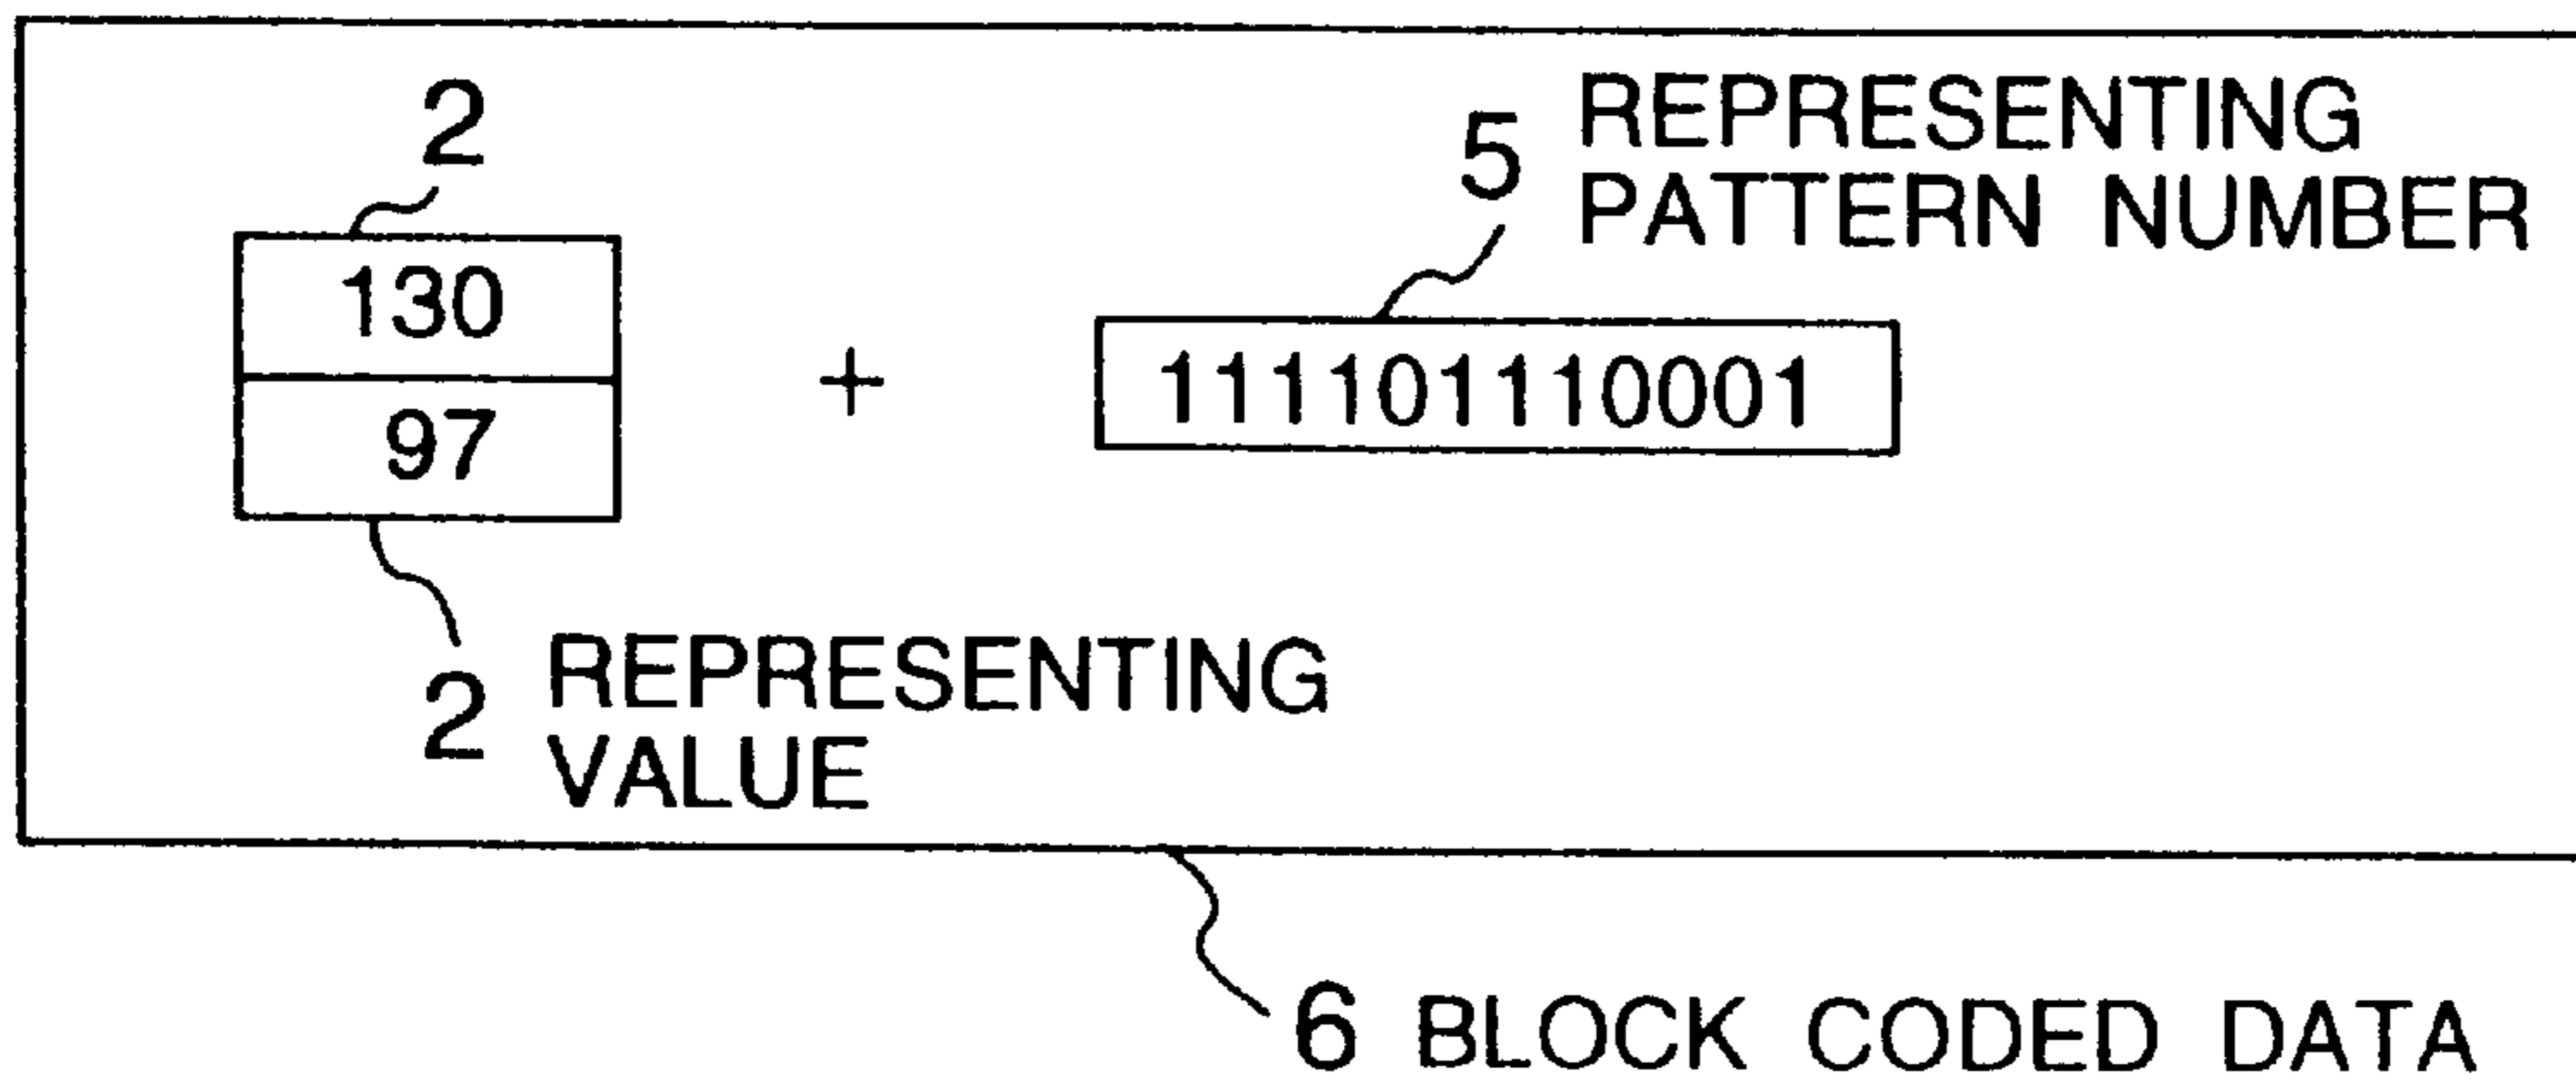 2
130
97
2 REPRESENTING
VALUE
+
5 REPRESENTING
PATTERN NUMBER
111101110001
6 BLOCK CODED DATA